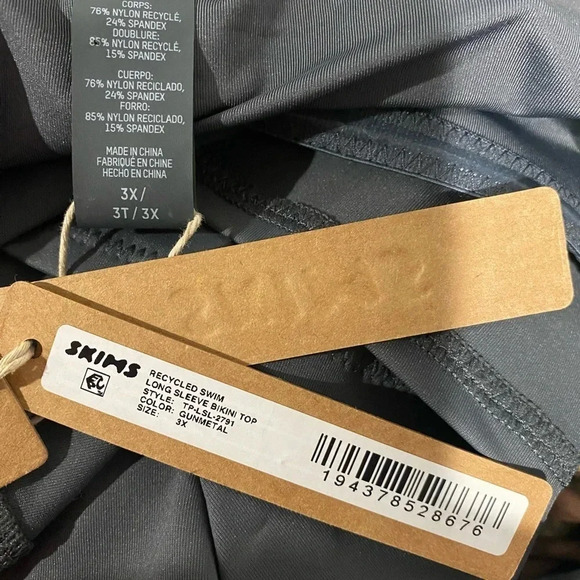 CORPS:
76% NYLON RECYCLÉ,
24% SPANDEX
DOUBLURE:
85% NYLON RECYCLÉ,
15% SPANDEX
CUERPO:
76% NYLON RECICLADO,
24% SPANDEX
FORRO:
85% NYLON RECICLADO,
15% SPANDEX
MADE IN CHINA
FABRIQUÉ EN CHINE
HECHO EN CHINA
3X/
3T / 3X
SKIMS
RECYCLED SWIM
LONG SLEEVE BIKINI TOP
STYLE: TP-LSL-2791
COLOR: GUNMETAL
SIZE: 3X
194378528676